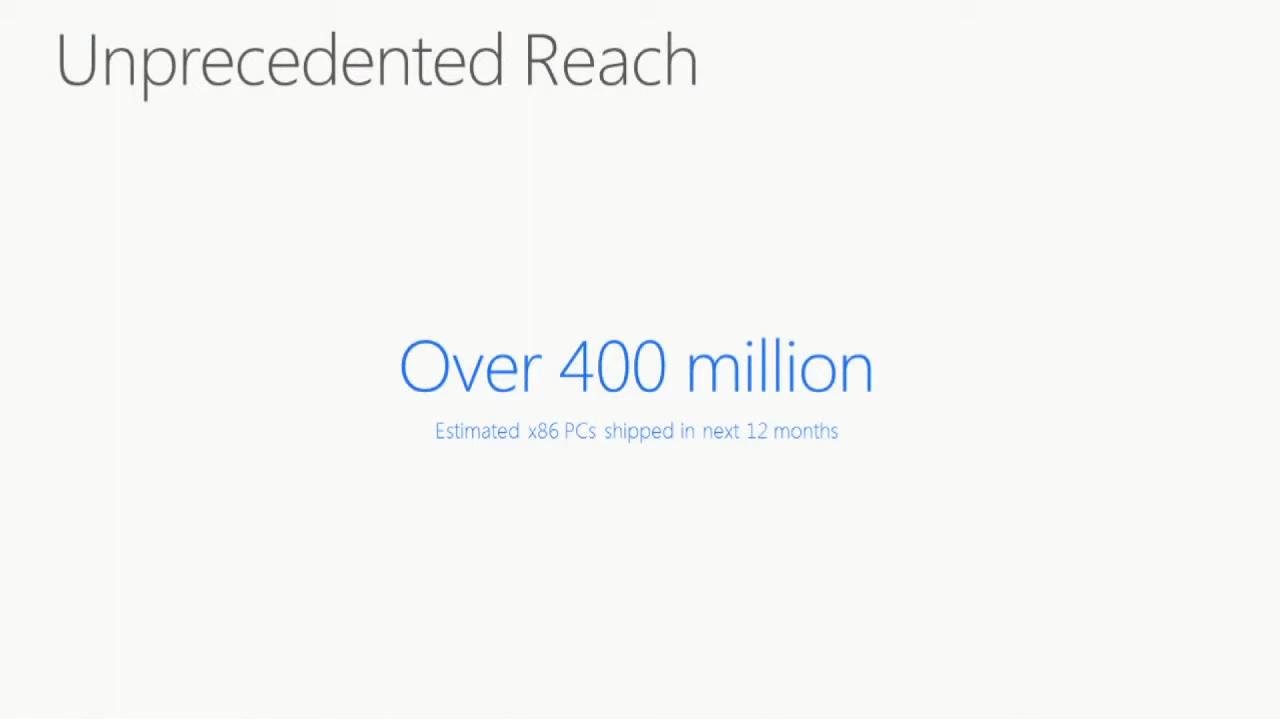 Unprecedented Reach
Over 400 million
Estimated x86 PCs shipped in next 12 months